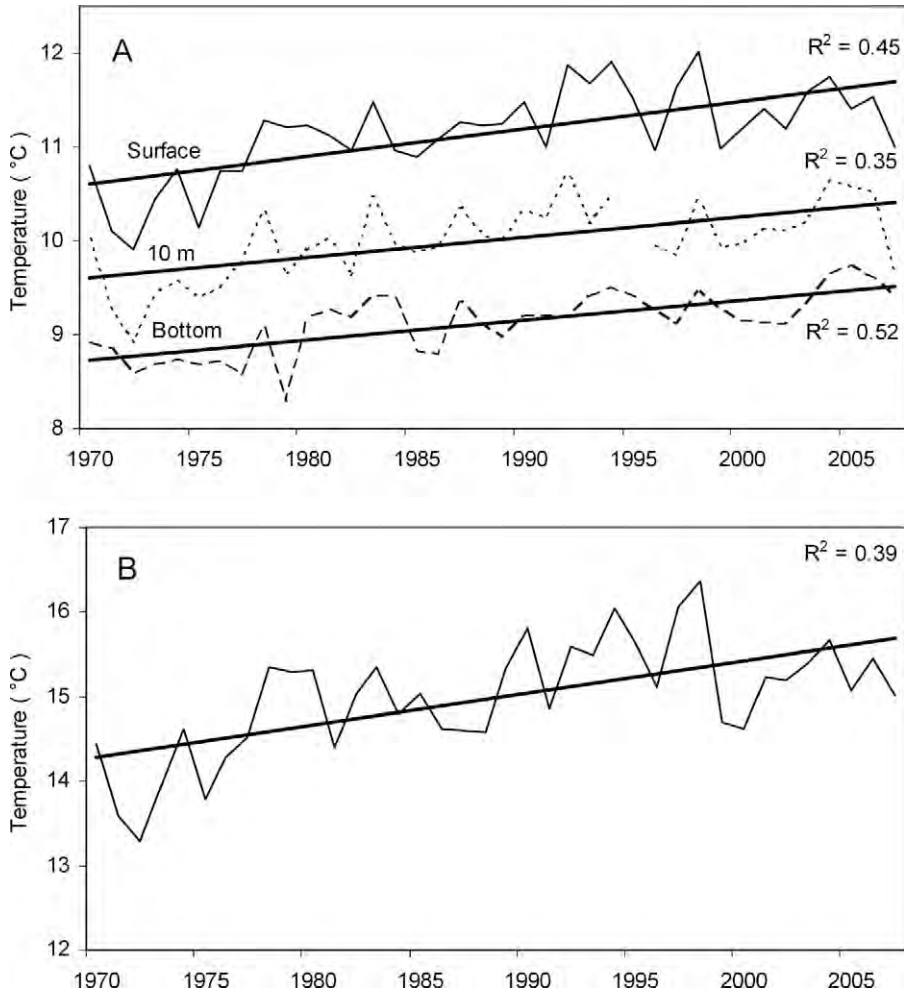 A
R² = 0.45
12
Surface
11
R² = 0.35
10 m
10
Bottom
9
R² = 0.52
8
Temperature ( °C)
1970 1975 1980 1985 1990 1995 2000 2005
B
R² = 0.39
17
16
15
14
13
12
Temperature ( °C)
1970 1975 1980 1985 1990 1995 2000 2005